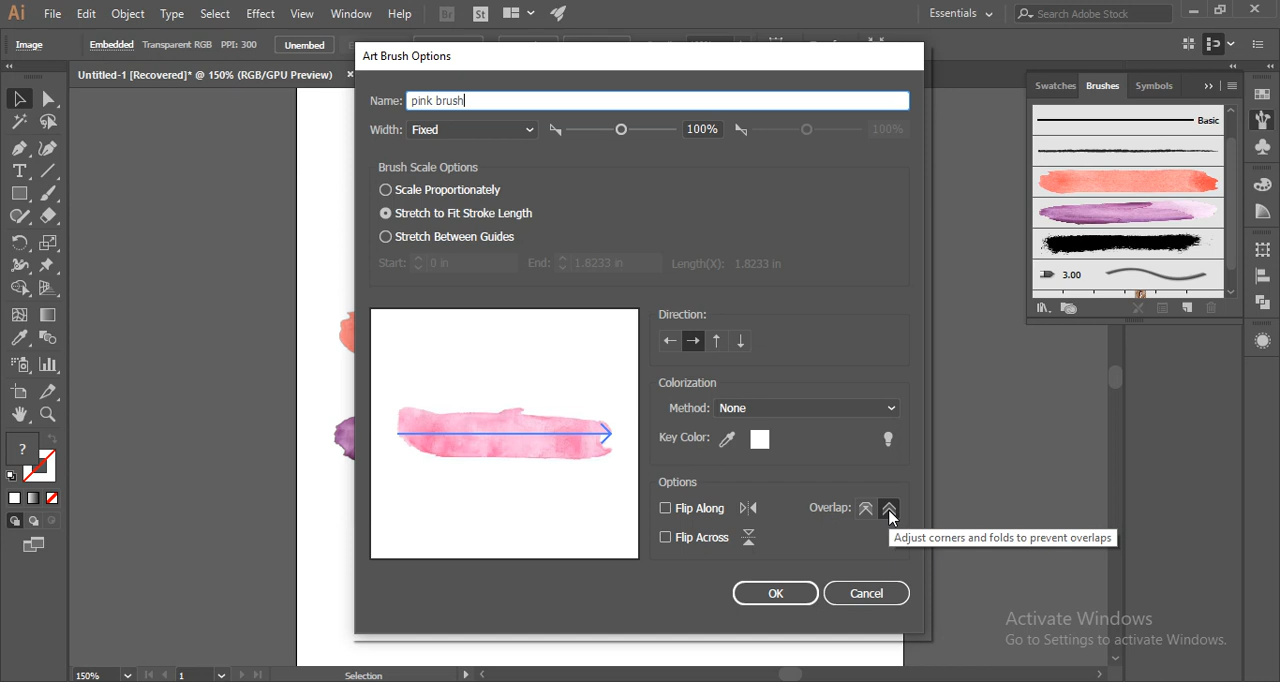 Ai File Edit Object Type Select Effect View Window Help Br St Essentials Search Adobe Stock
Image Embedded Transparent RGB PPI: 300 Unembed
Untitled-1 [Recovered]* @ 150% (RGB/GPU Preview)
Art Brush Options
Name: pink brush
Width: Fixed 100% 100%
Brush Scale Options
Scale Proportionately
Stretch to Fit Stroke Length
Stretch Between Guides
Start: 0 in End: 1.8233 in Length(X): 1.8233 in
Direction:
Colorization
Method: None
Key Color:
Options
Flip Along Overlap:
Flip Across
Adjust corners and folds to prevent overlaps
OK Cancel
Swatches Brushes Symbols
Basic
3.00
?
Activate Windows
Go to Settings to activate Windows.
150% 1 Selection